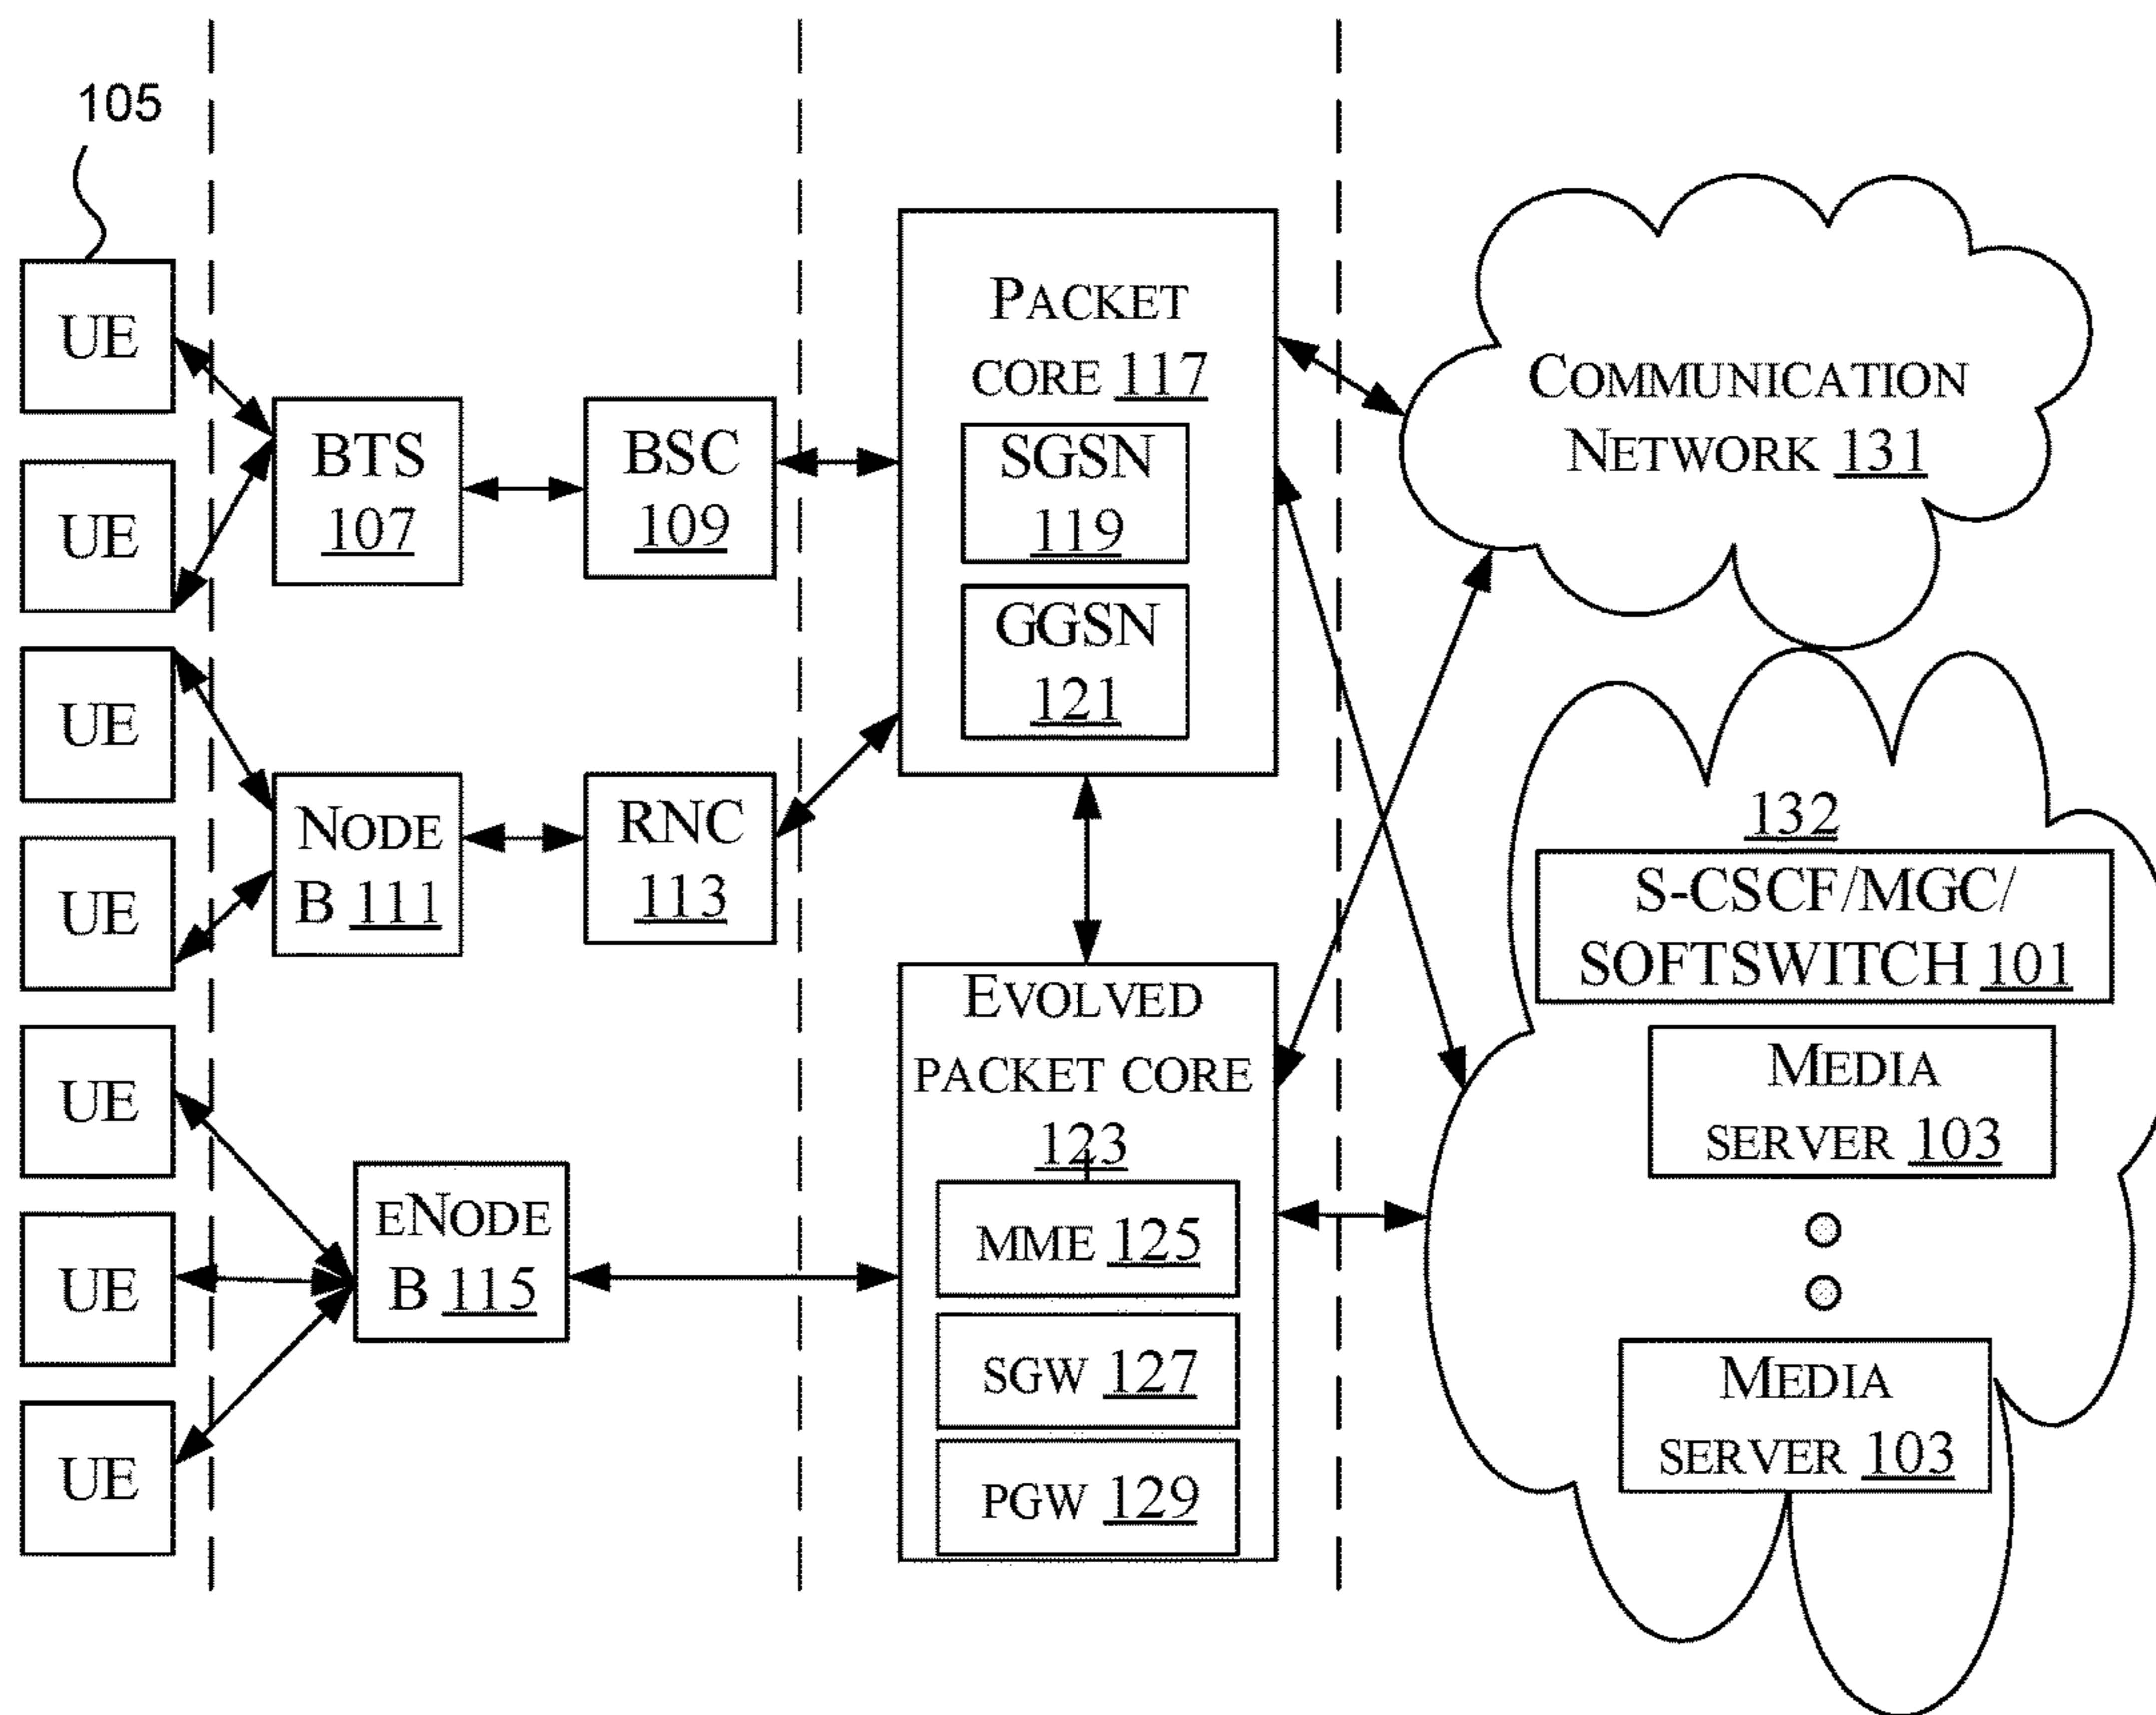 105
UE
UE
UE
UE
UE
UE
UE
BTS
107
BSC
109
NODE
B 111
RNC
113
eNODE
B 115
PACKET
CORE 117
SGSN
119
GGSN
121
EVOLVED
PACKET CORE
123
MME 125
SGW 127
PGW 129
COMMUNICATION
NETWORK 131
132
S-CSCF/MGC/
SOFTSWITCH 101
MEDIA
SERVER 103
MEDIA
SERVER 103